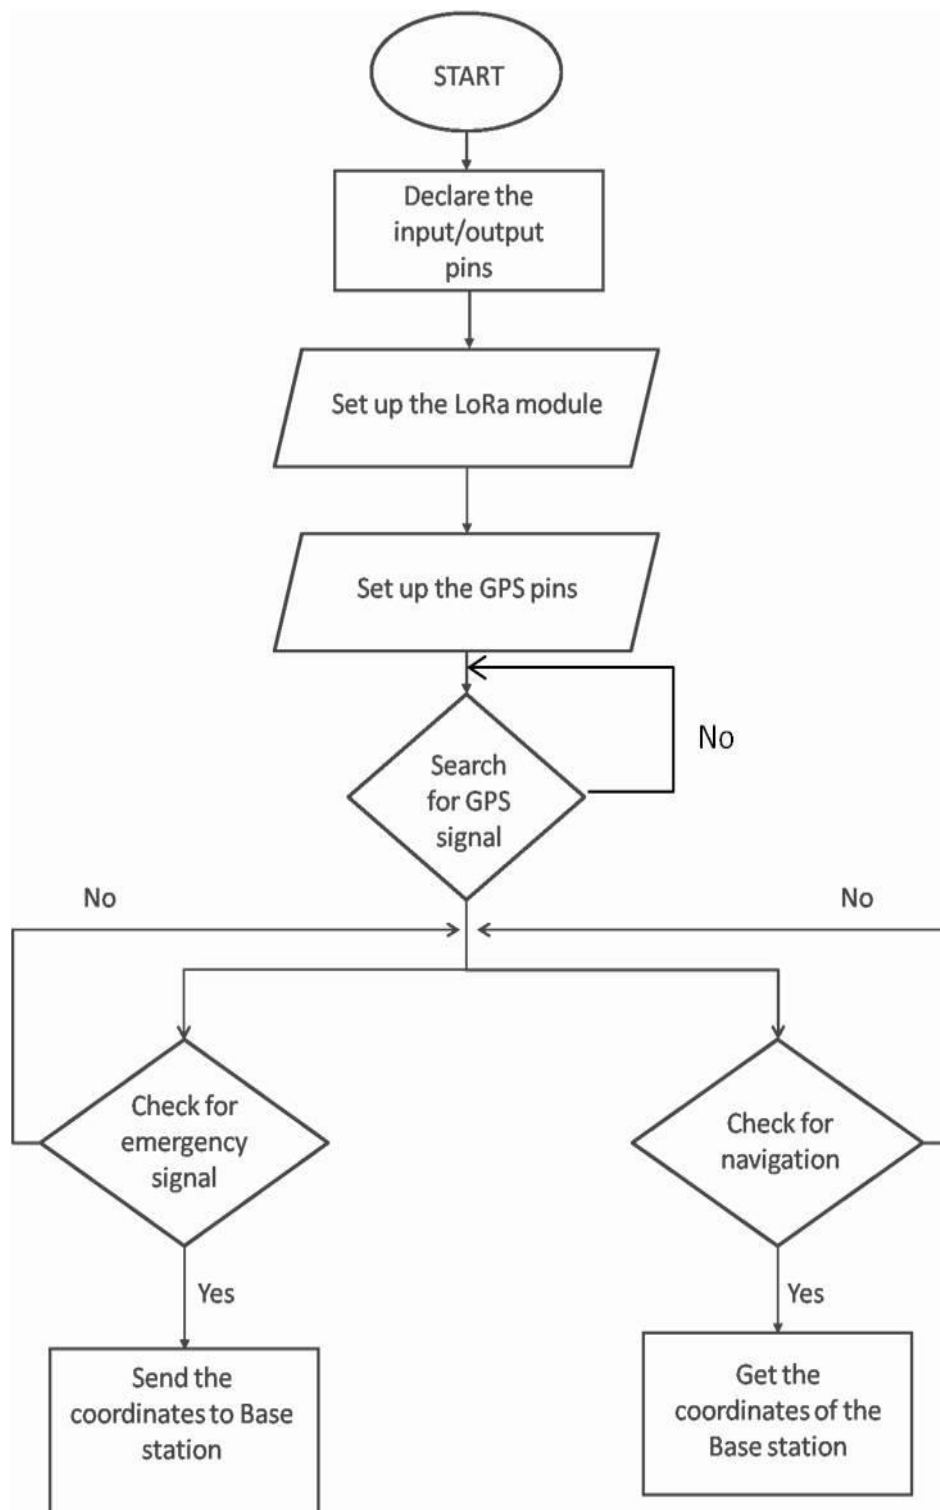 START
Declare the
input/output
pins
Set up the LoRa module
Set up the GPS pins
No
Search
for GPS
signal
No
No
Check for
emergency
signal
Check for
navigation
Yes
Yes
Send the
coordinates to Base
station
Get the
coordinates of the
Base station